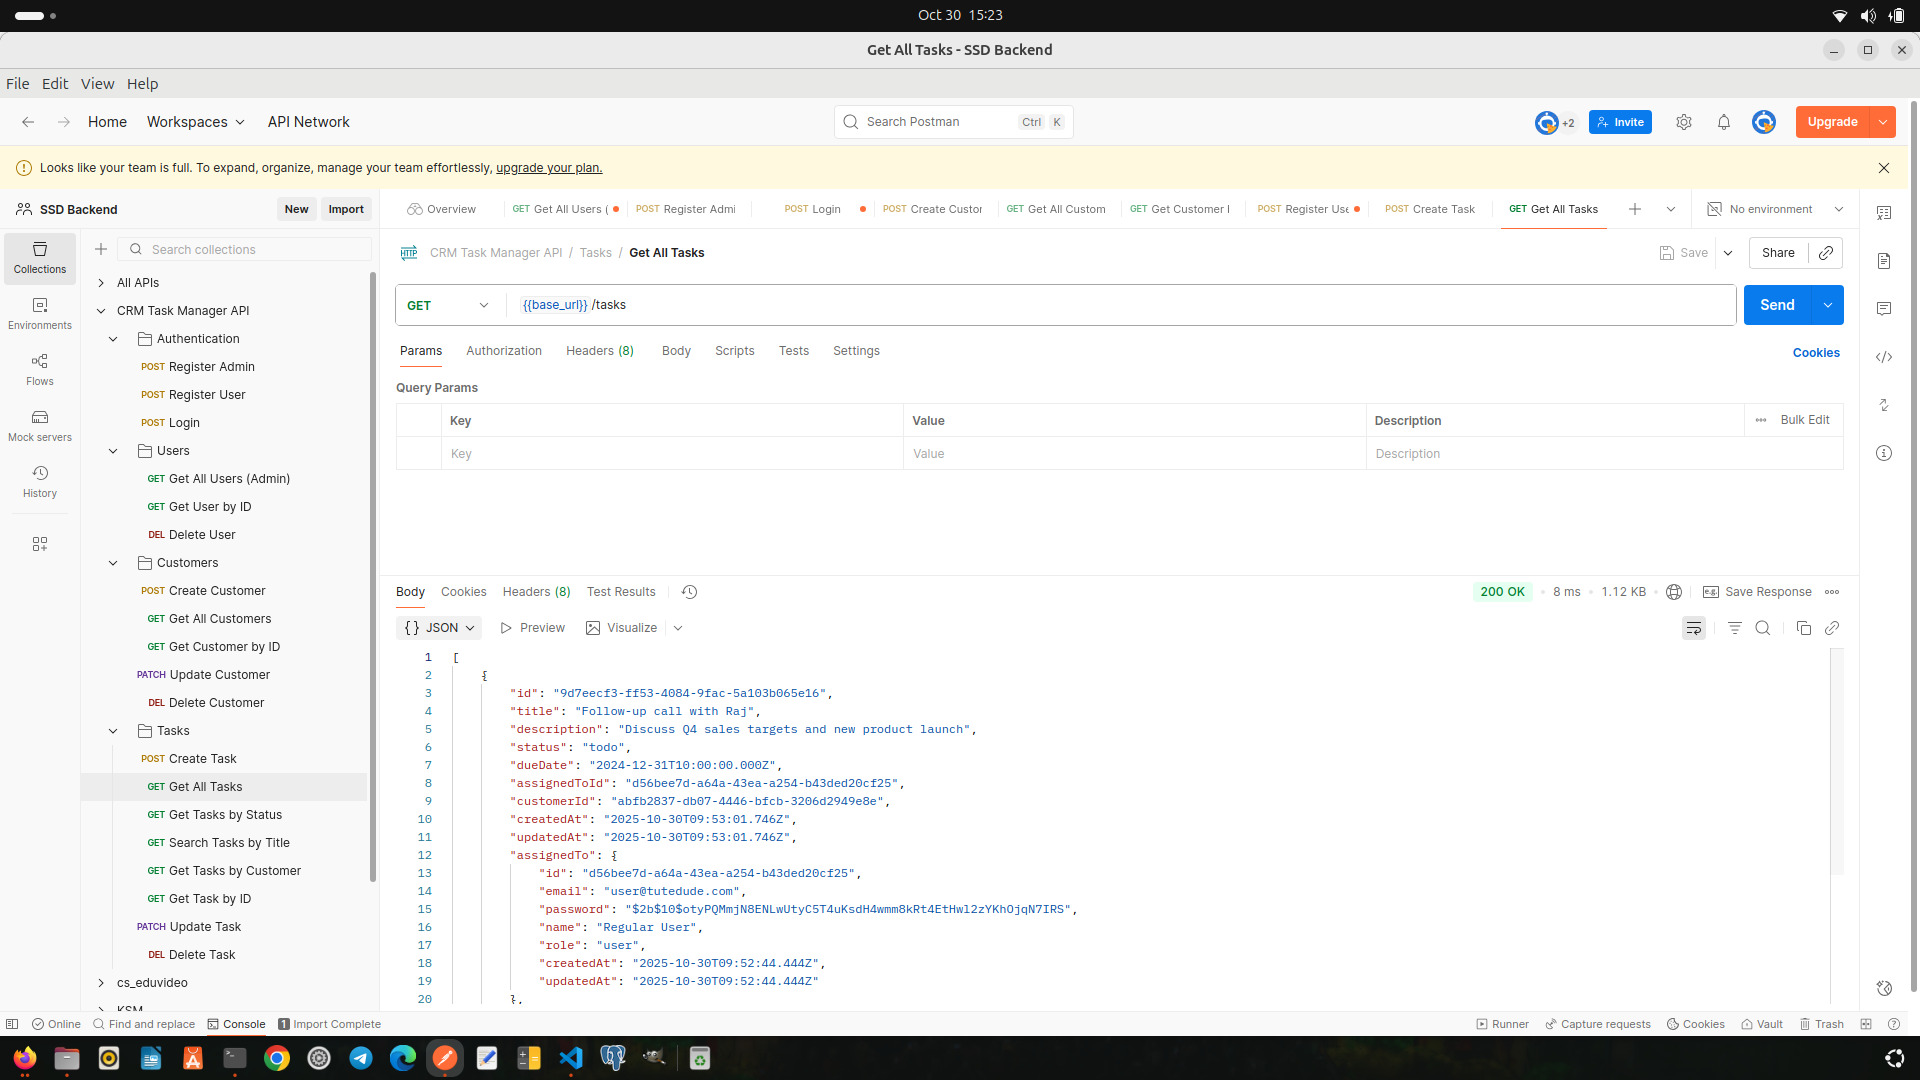 Oct 30 15:23
Get All Tasks - SSD Backend
File Edit View Help
Home Workspaces API Network
Search Postman Ctrl K
+2 Invite Upgrade
Looks like your team is full. To expand, organize, manage your team effortlessly, upgrade your plan.
SSD Backend New Import
Overview GET Get All Users ( POST Register Admi POST Login POST Create Custor GET Get All Custom GET Get Customer I POST Register Use POST Create Task GET Get All Tasks No environment
Collections
Environments
Flows
Mock servers
History
Search collections
All APIs
CRM Task Manager API
Authentication
POST Register Admin
POST Register User
POST Login
Users
GET Get All Users (Admin)
GET Get User by ID
DEL Delete User
Customers
POST Create Customer
GET Get All Customers
GET Get Customer by ID
PATCH Update Customer
DEL Delete Customer
Tasks
POST Create Task
GET Get All Tasks
GET Get Tasks by Status
GET Search Tasks by Title
GET Get Tasks by Customer
GET Get Task by ID
PATCH Update Task
DEL Delete Task
cs_eduvideo
KSM
HTTP CRM Task Manager API / Tasks / Get All Tasks Save Share
GET {{base_url}} /tasks Send
Params Authorization Headers (8) Body Scripts Tests Settings Cookies
Query Params
Key Value Description Bulk Edit
Key Value Description
Body Cookies Headers (8) Test Results 200 OK 8 ms 1.12 KB e.g. Save Response
{} JSON Preview Visualize
1 [
2 {
3 "id": "9d7eecf3-ff53-4084-9fac-5a103b065e16",
4 "title": "Follow-up call with Raj",
5 "description": "Discuss Q4 sales targets and new product launch",
6 "status": "todo",
7 "dueDate": "2024-12-31T10:00:00.000Z",
8 "assignedToId": "d56bee7d-a64a-43ea-a254-b43ded20cf25",
9 "customerId": "abfb2837-db07-4446-bfcb-3206d2949e8e",
10 "createdAt": "2025-10-30T09:53:01.746Z",
11 "updatedAt": "2025-10-30T09:53:01.746Z",
12 "assignedTo": {
13 "id": "d56bee7d-a64a-43ea-a254-b43ded20cf25",
14 "email": "user@tutedude.com",
15 "password": "$2b$10$otyPQMmjN8ENLwUtyC5T4uKsdH4wmm8kRt4EtHwl2zYKhOjqN7IRS",
16 "name": "Regular User",
17 "role": "user",
18 "createdAt": "2025-10-30T09:52:44.444Z",
19 "updatedAt": "2025-10-30T09:52:44.444Z"
20 },
Online Find and replace Console 1 Import Complete Runner Capture requests Cookies Vault Trash